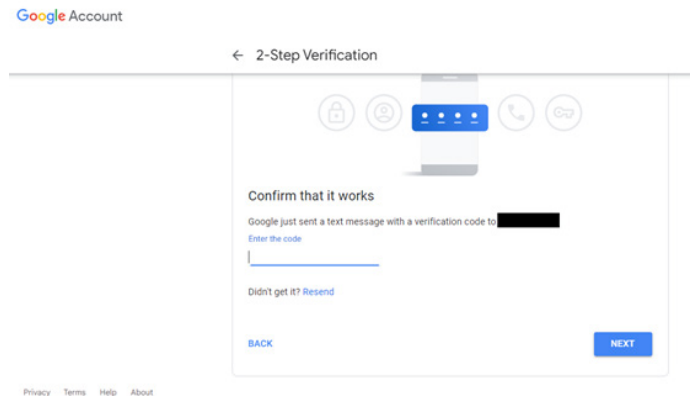 Google Account
← 2-Step Verification
Confirm that it works
Google just sent a text message with a verification code to
Enter the code
Didn't get it? Resend
BACK
NEXT
Privacy Terms Help About